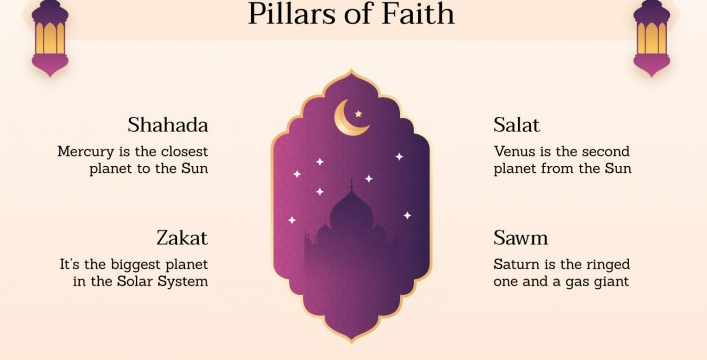 Pillars of Faith
Shahada
Mercury is the closest
planet to the Sun
Salat
Venus is the second
planet from the Sun
Zakat
It's the biggest planet
in the Solar System
Sawm
Saturn is the ringed
one and a gas giant